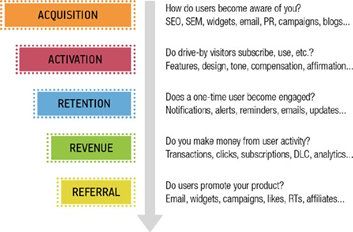 ACQUISITION
How do users become aware of you?
SEO, SEM, widgets, email, PR, campaigns, blogs...
ACTIVATION
Do drive-by visitors subscribe, use, etc.?
Features, design, tone, compensation, affirmation...
RETENTION
Does a one-time user become engaged?
Notifications, alerts, reminders, emails, updates...
REVENUE
Do you make money from user activity?
Transactions, clicks, subscriptions, DLC, analytics...
REFERRAL
Do users promote your product?
Email, widgets, campaigns, likes, RTs, affiliates...